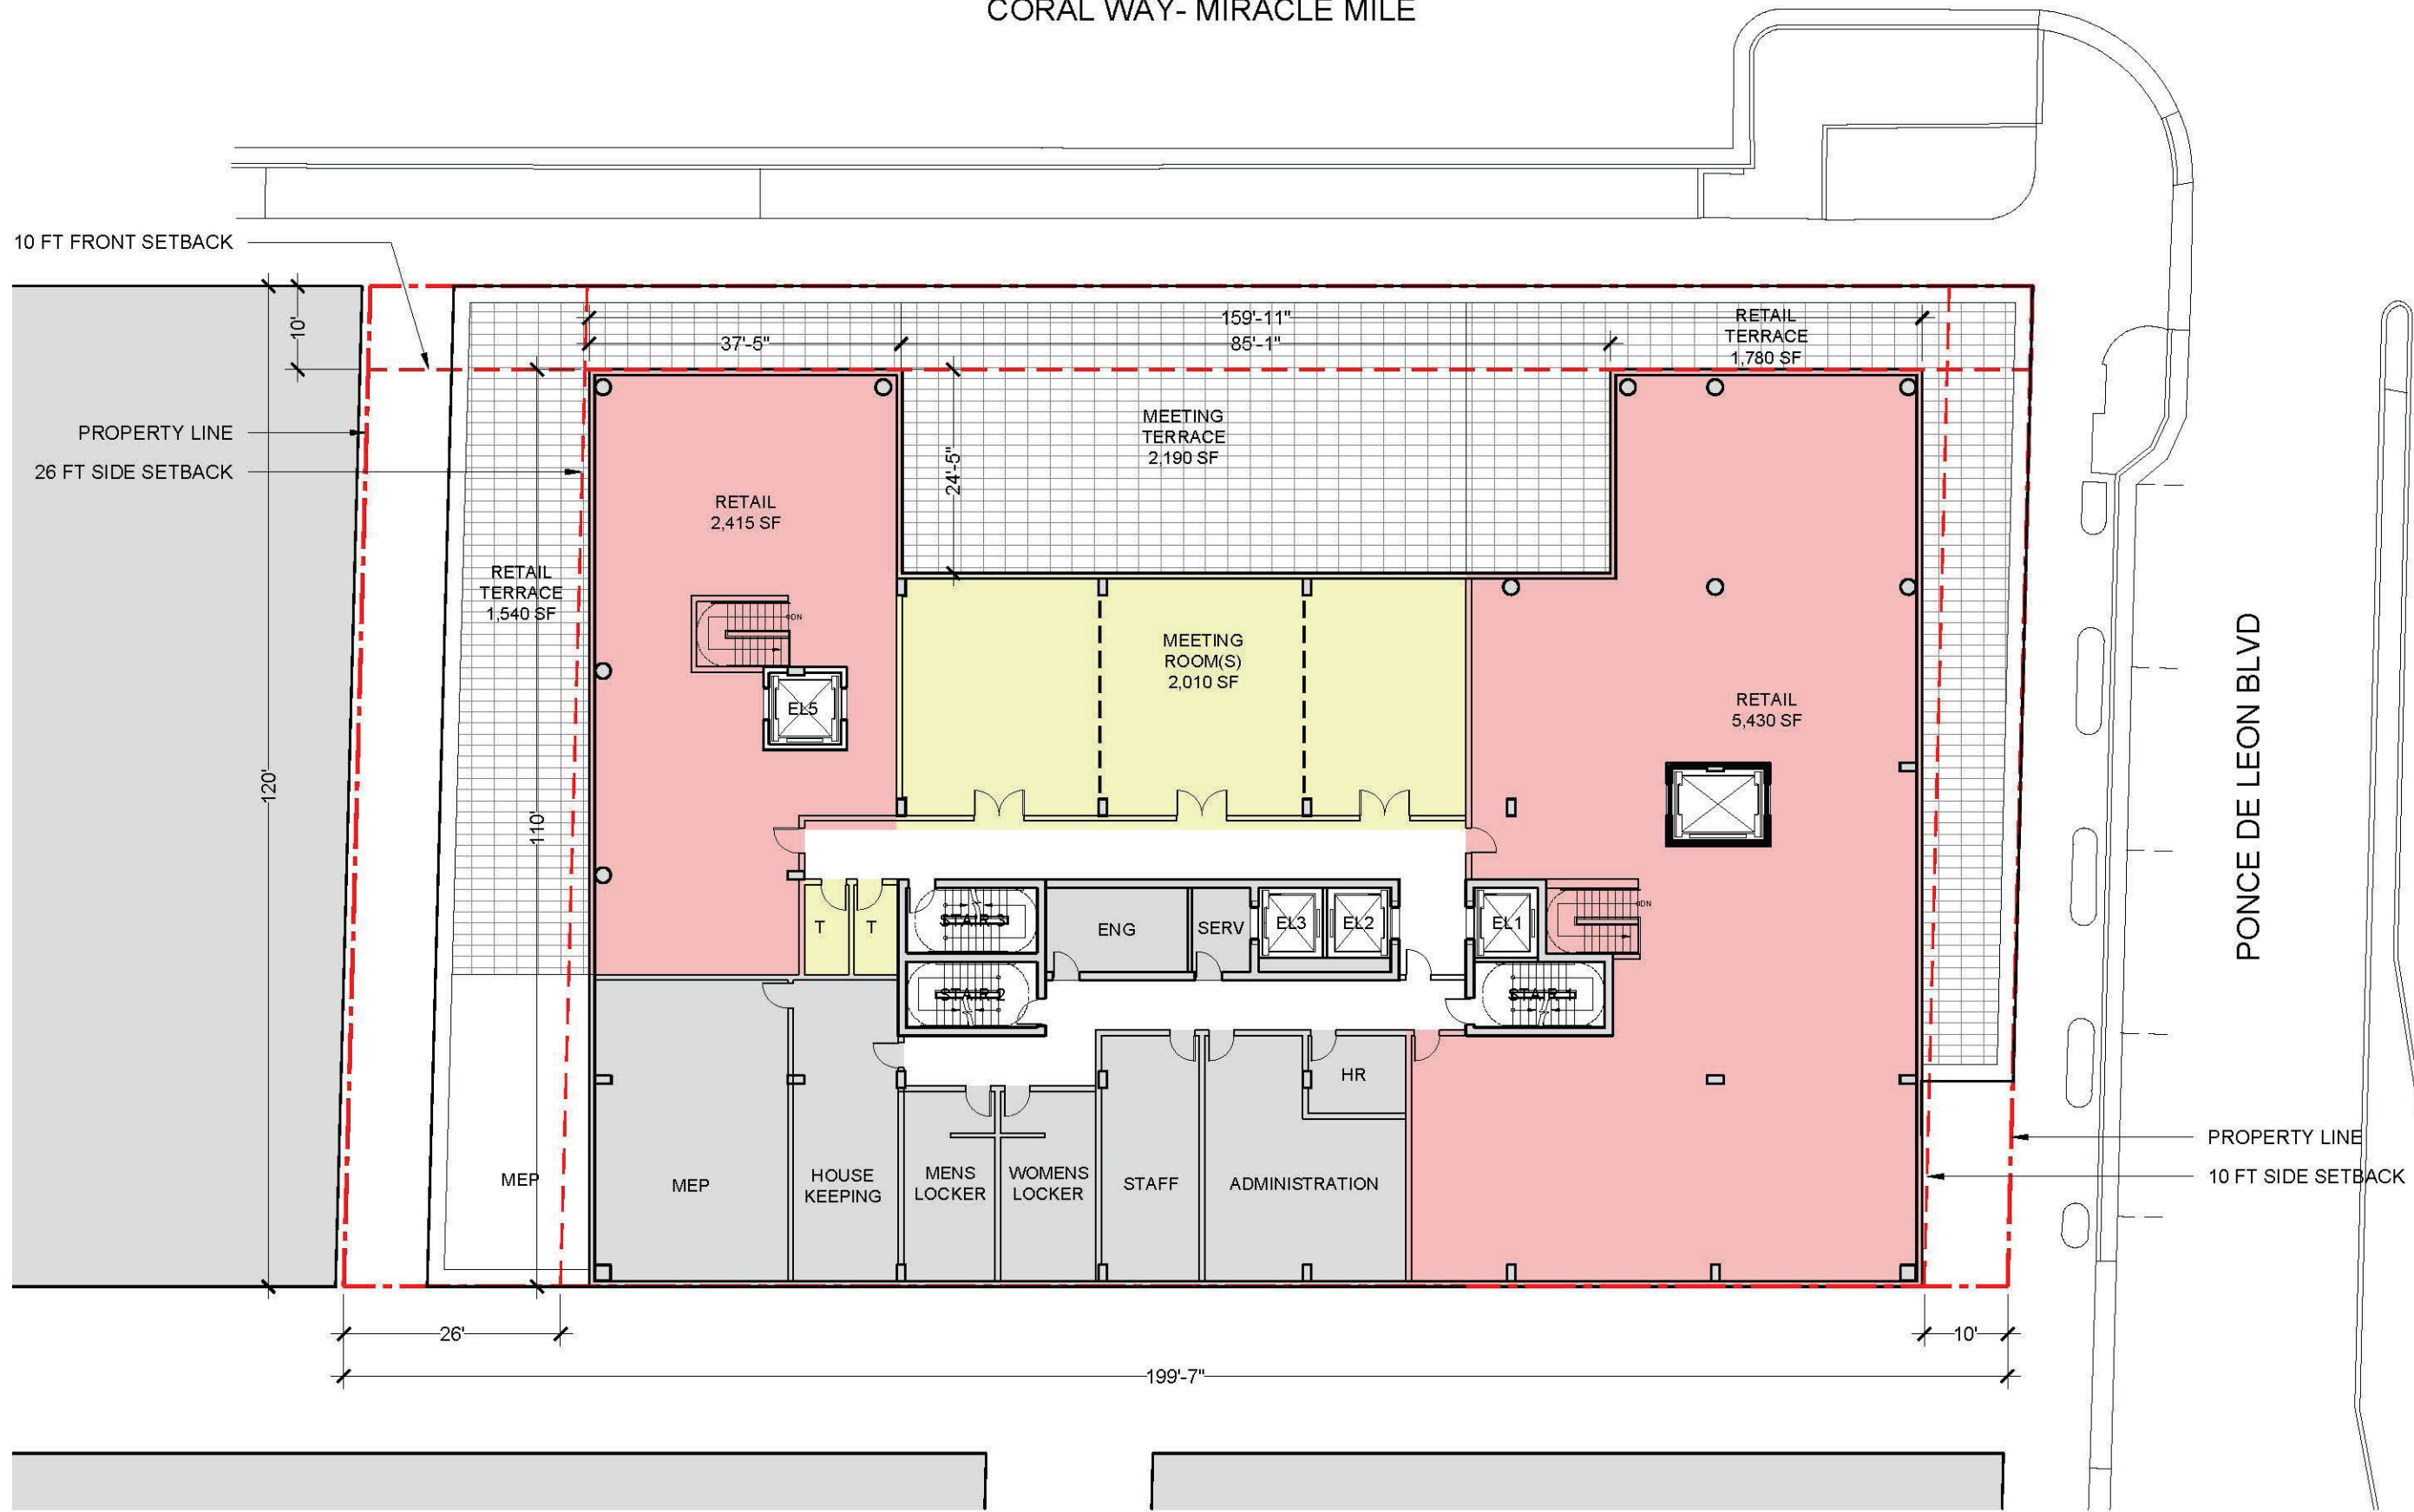 CORAL WAY- MIRACLE MILE
10 FT FRONT SETBACK
10'
159'-11"
37'-5"
85'-1"
RETAIL
TERRACE
1,780 SF
PROPERTY LINE
26 FT SIDE SETBACK
MEETING
TERRACE
2,190 SF
24'-5"
RETAIL
2,415 SF
RETAIL
TERRACE
1,540 SF
DN
MEETING
ROOM(S)
2,010 SF
EL5
RETAIL
5,430 SF
PONCE DE LEON BLVD
120'
110'
T
T
STAIR 3
ENG
SERV
EL3
EL2
EL1
DN
STAIR 2
STAIR 1
HR
MEP
MEP
HOUSE
KEEPING
MENS
LOCKER
WOMENS
LOCKER
STAFF
ADMINISTRATION
PROPERTY LINE
10 FT SIDE SETBACK
26'
10'
199'-7"